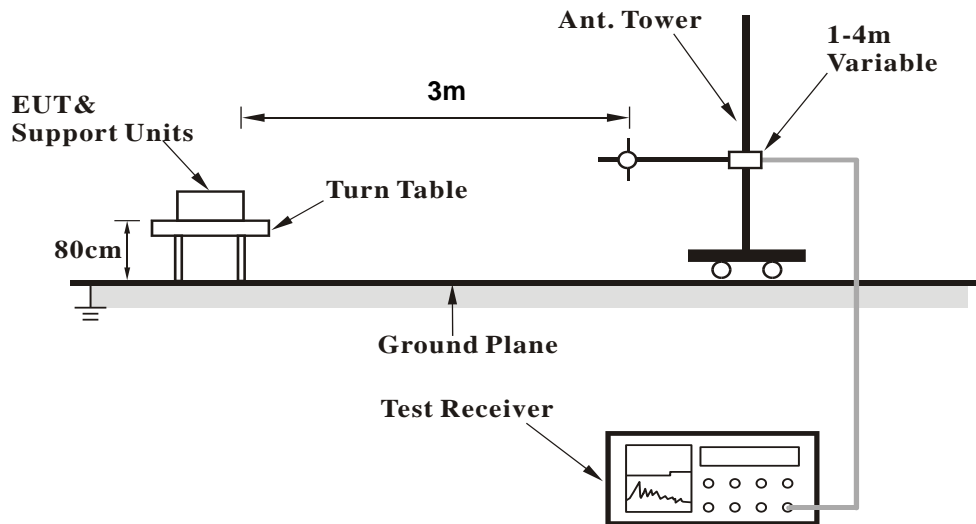 Ant. Tower
1-4m
Variable
3m
EUT&
Support Units
Turn Table
80cm
Ground Plane
Test Receiver